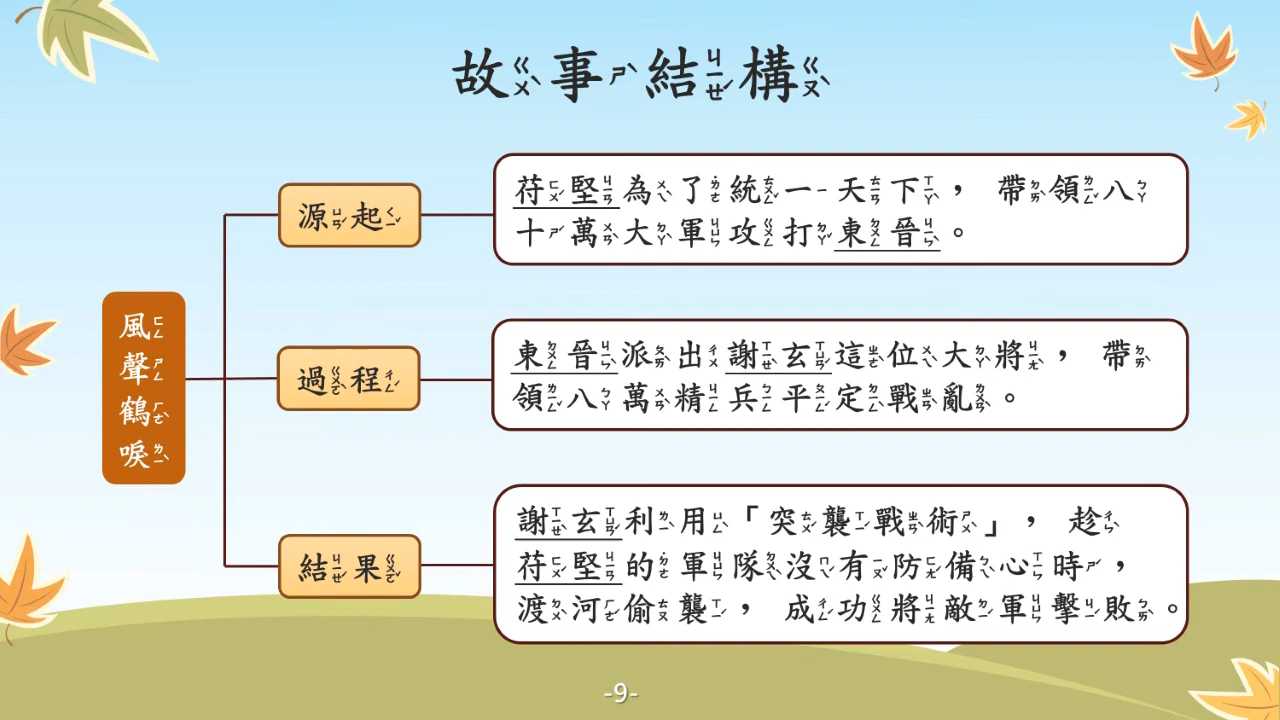 故事結構
風聲鶴唳
源起
苻堅為了統一天下，帶領八
十萬大軍攻打東晉。
過程
東晉派出謝玄這位大將，帶
領八萬精兵平定戰亂。
結果
謝玄利用「突襲戰術」，趁
苻堅的軍隊沒有防備心時，
渡河偷襲，成功將敵軍擊敗。
-9-